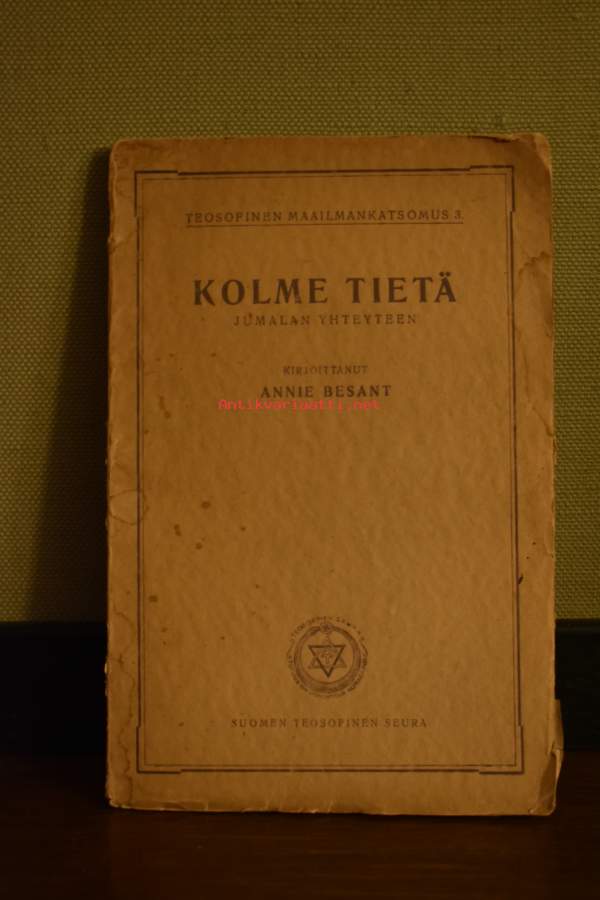 TEOSOFINEN MAAILMANKATSOMUS 3.
KOLME TIETÄ
JUMALAN YHTEYTEEN
KIRJOITTANUT
ANNIE BESANT
Antikvariaatti.net
SUOMEN TEOSOFINEN SEURA